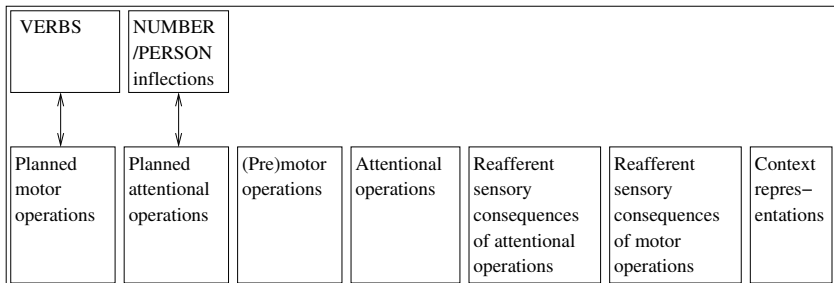 VERBS
NUMBER
/PERSON
inflections
Planned
motor
operations
Planned
attentional
operations
(Pre)motor
operations
Attentional
operations
Reafferent
sensory
consequences
of attentional
operations
Reafferent
sensory
consequences
of motor
operations
Context
repres−
entations